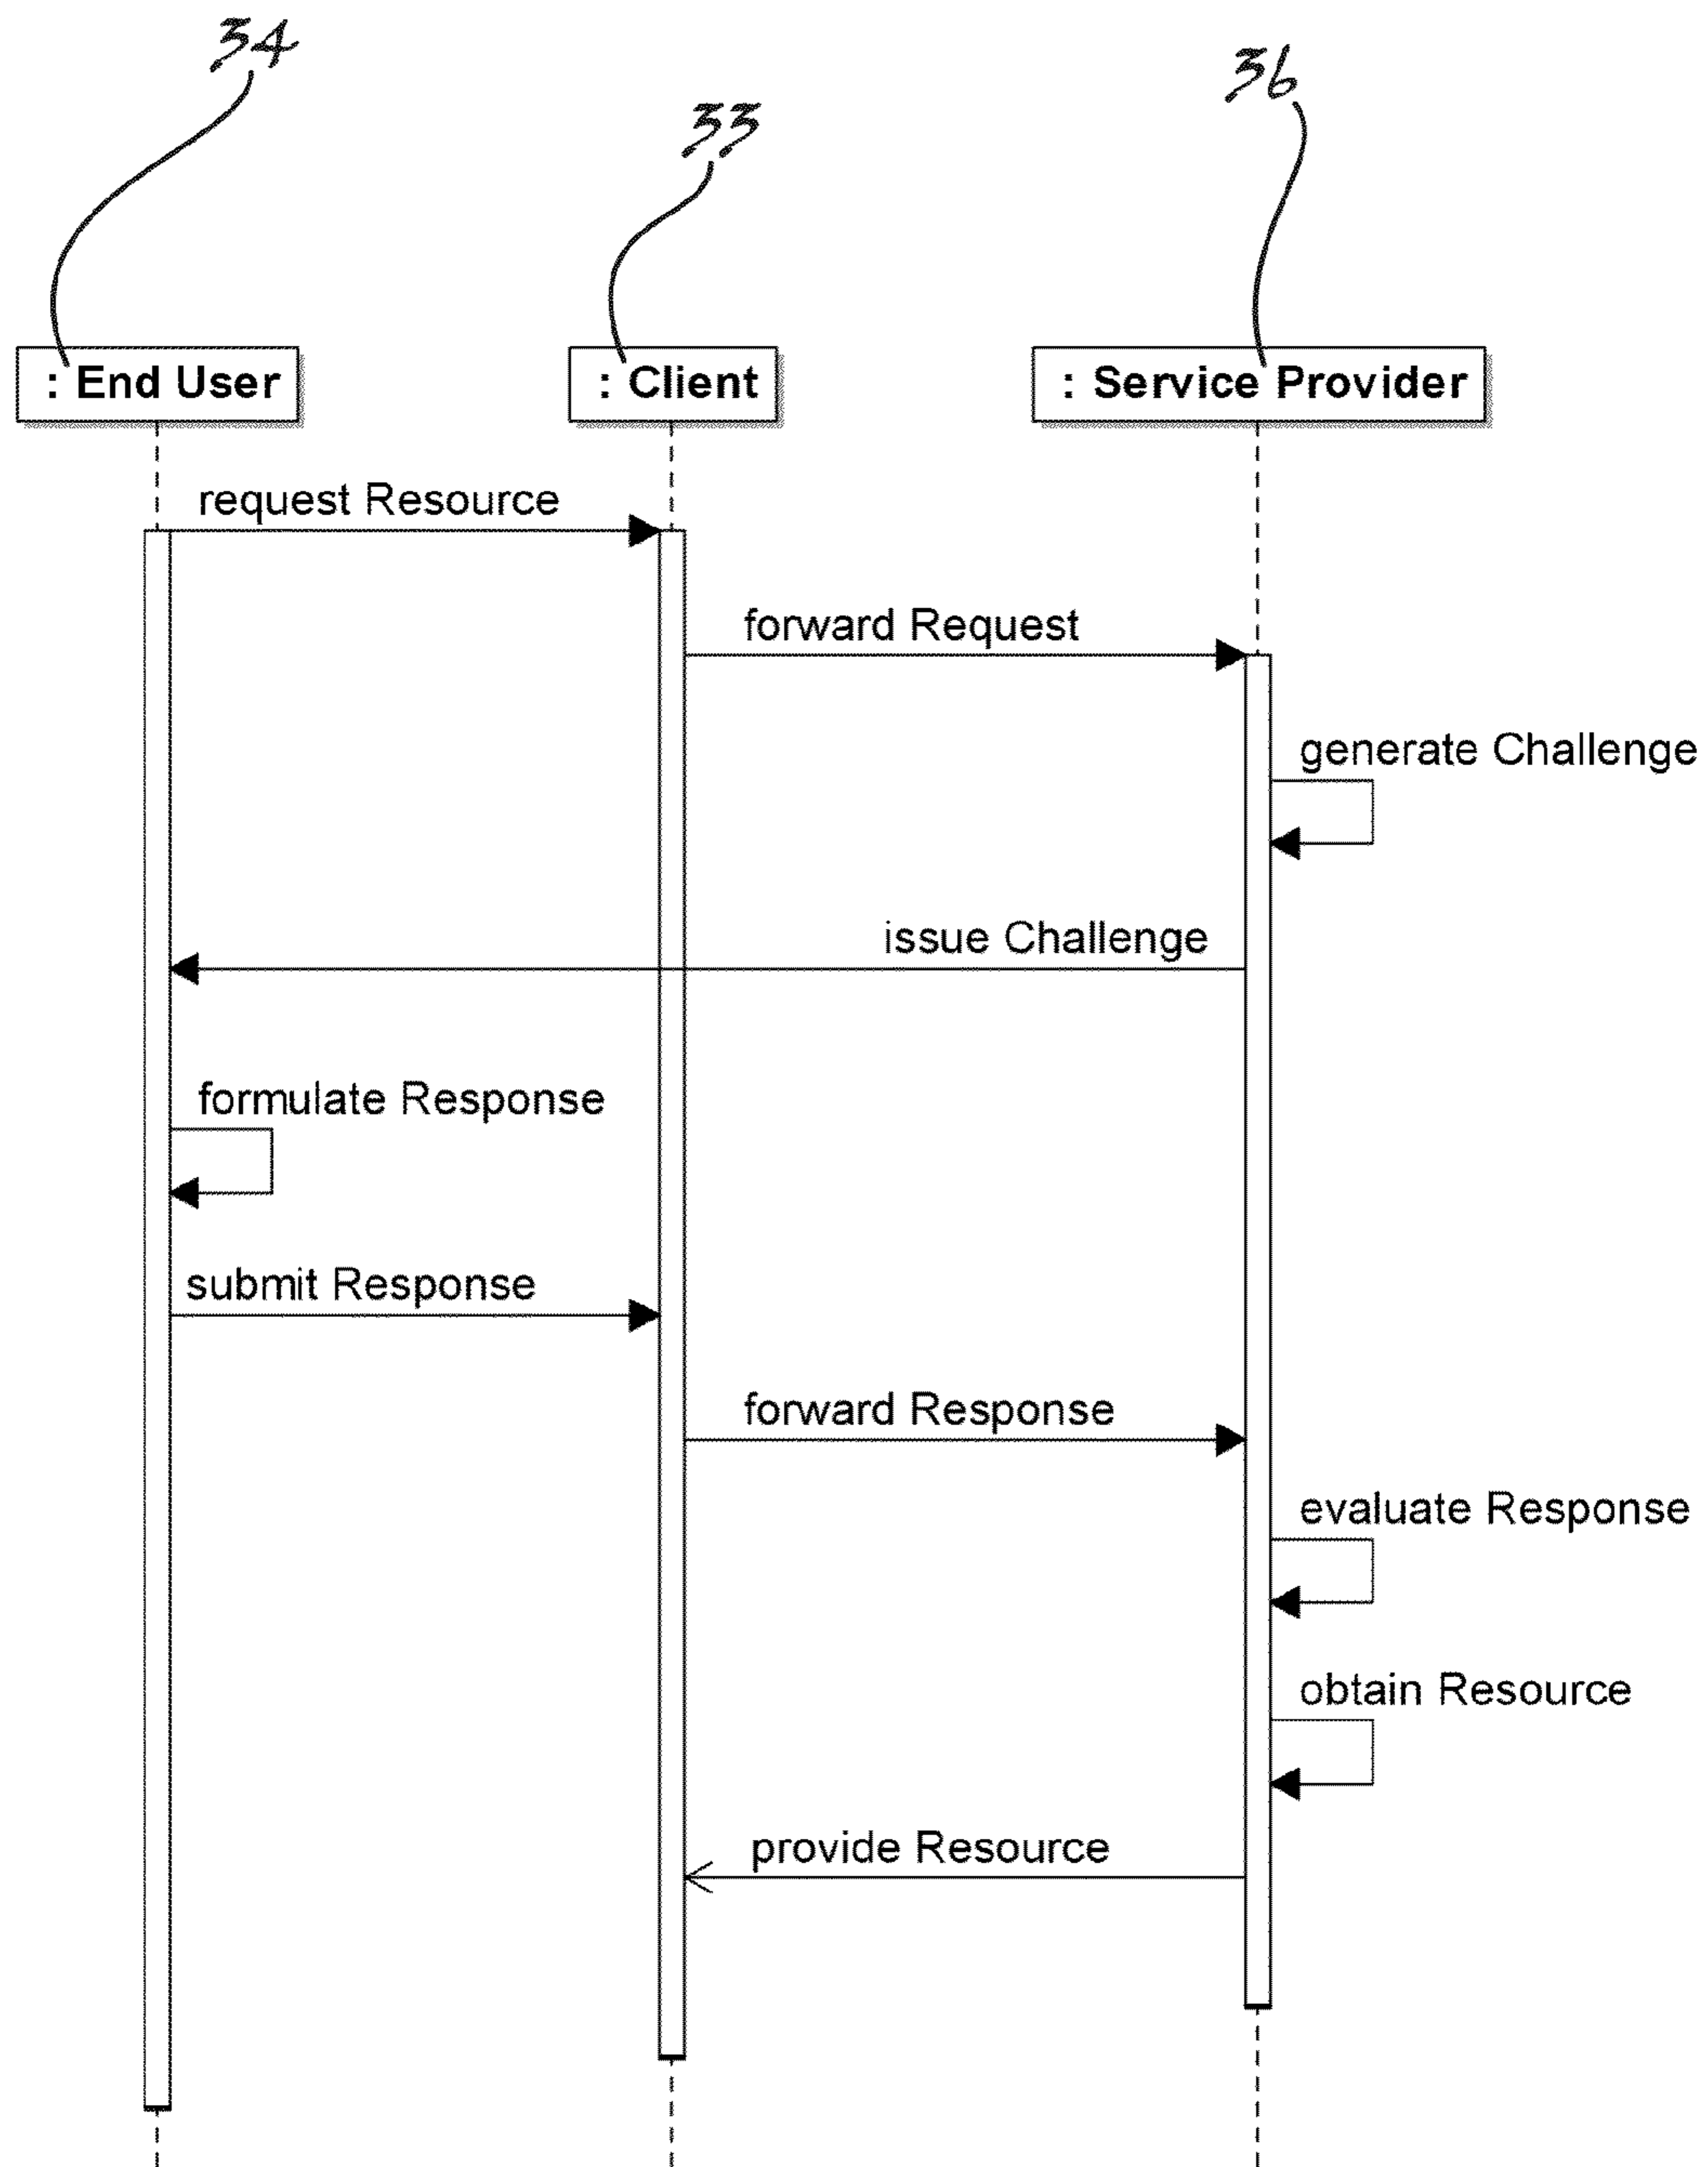 34
33
36
: End User
: Client
: Service Provider
request Resource
forward Request
generate Challenge
issue Challenge
formulate Response
submit Response
forward Response
evaluate Response
obtain Resource
provide Resource